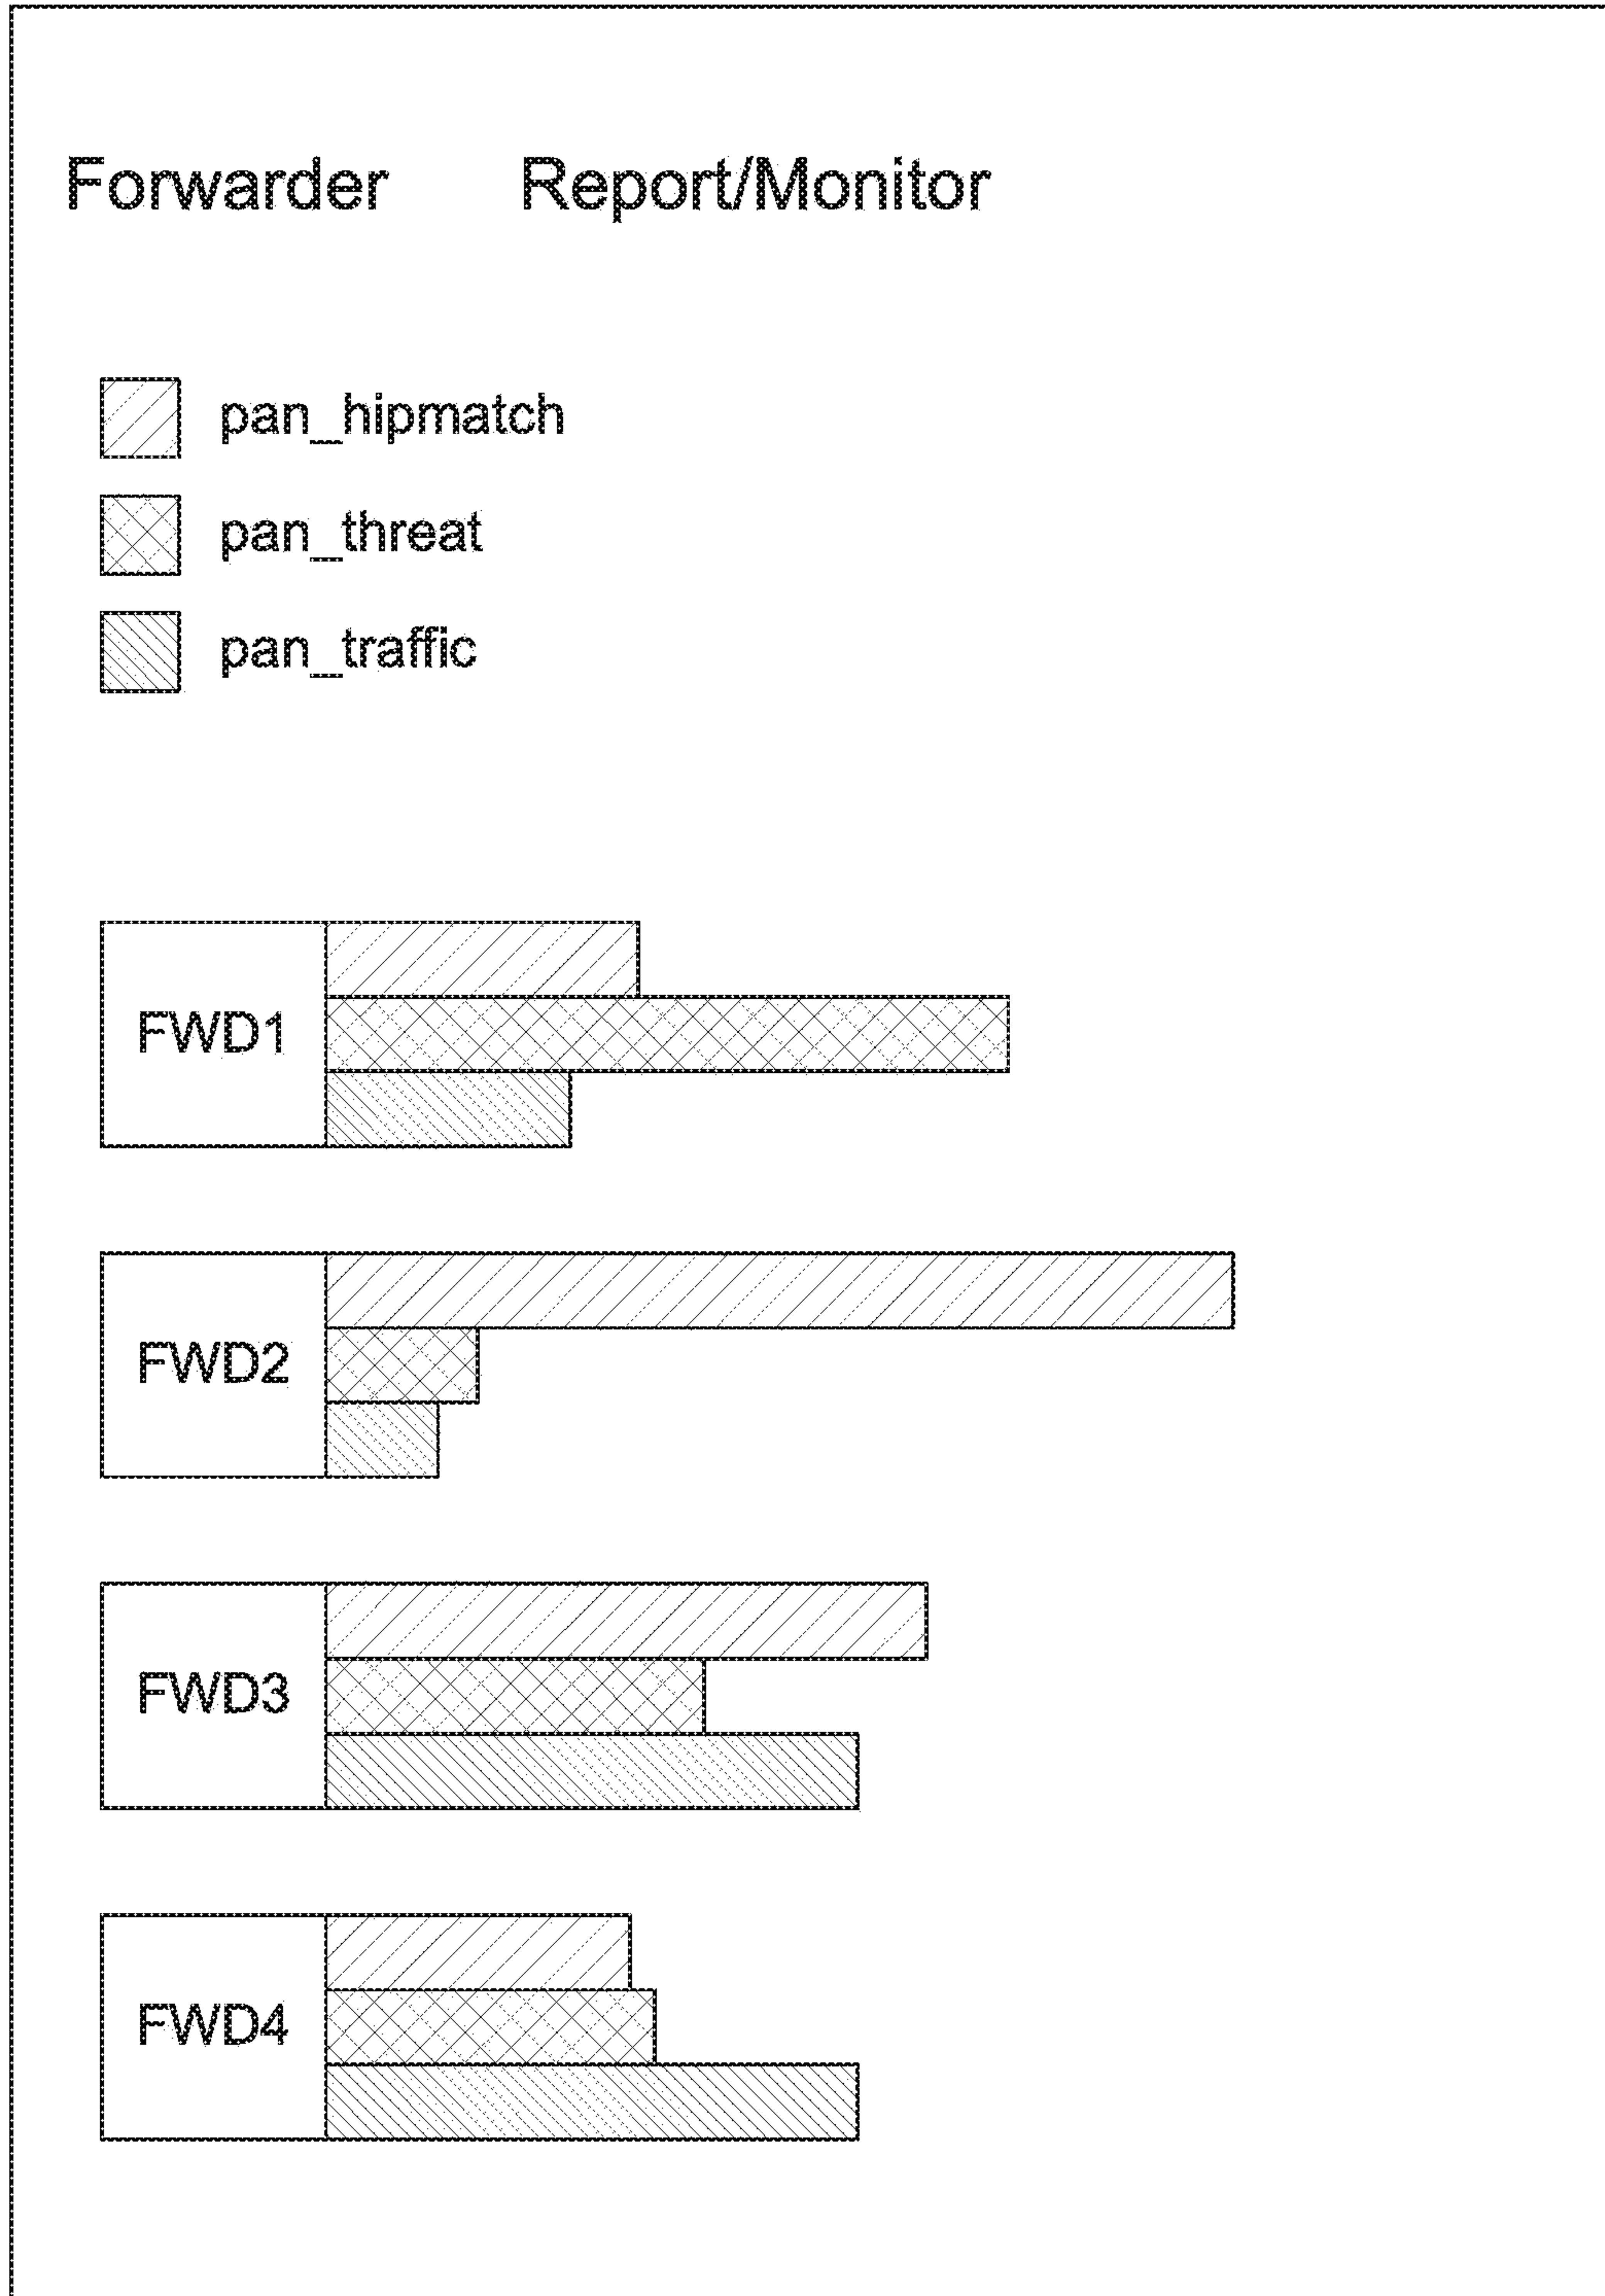 Forwarder Report/Monitor
pan_hipmatch
pan_threat
pan_traffic
FWD1
FWD2
FWD3
FWD4